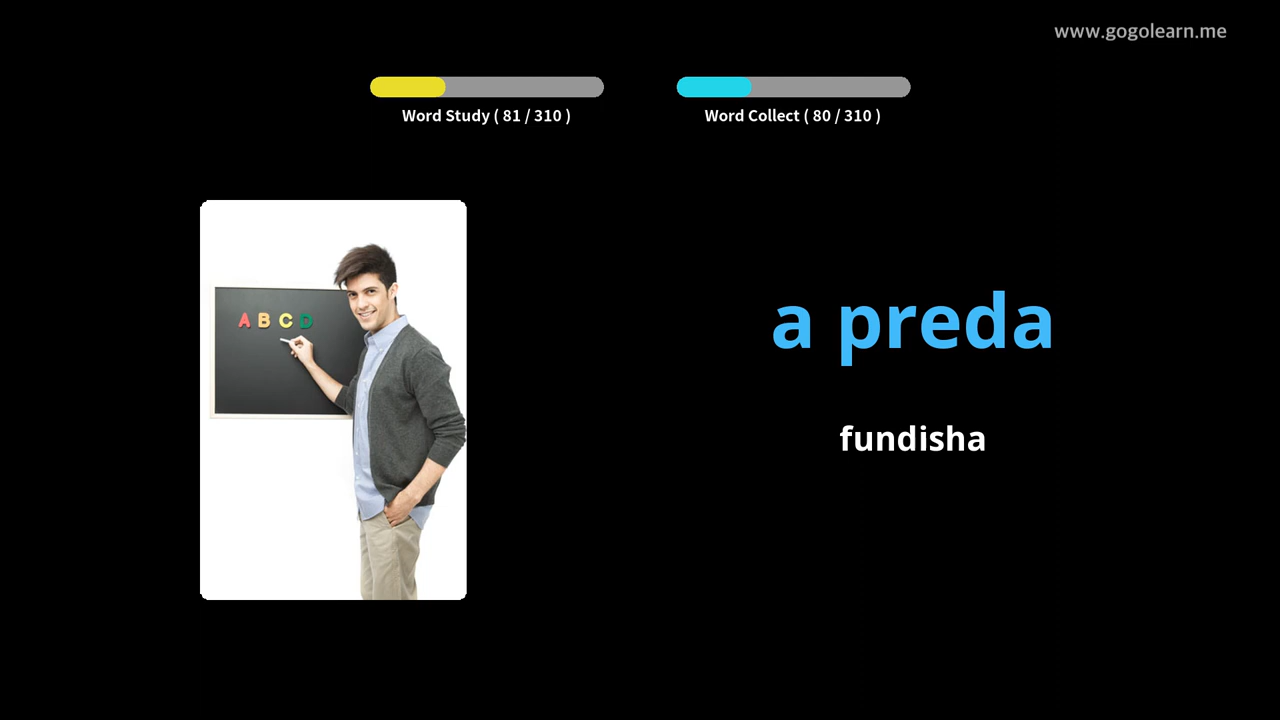 www.gogolearn.me
Word Study ( 81 / 310 )
Word Collect ( 80 / 310 )
A B C D
a preda
fundisha